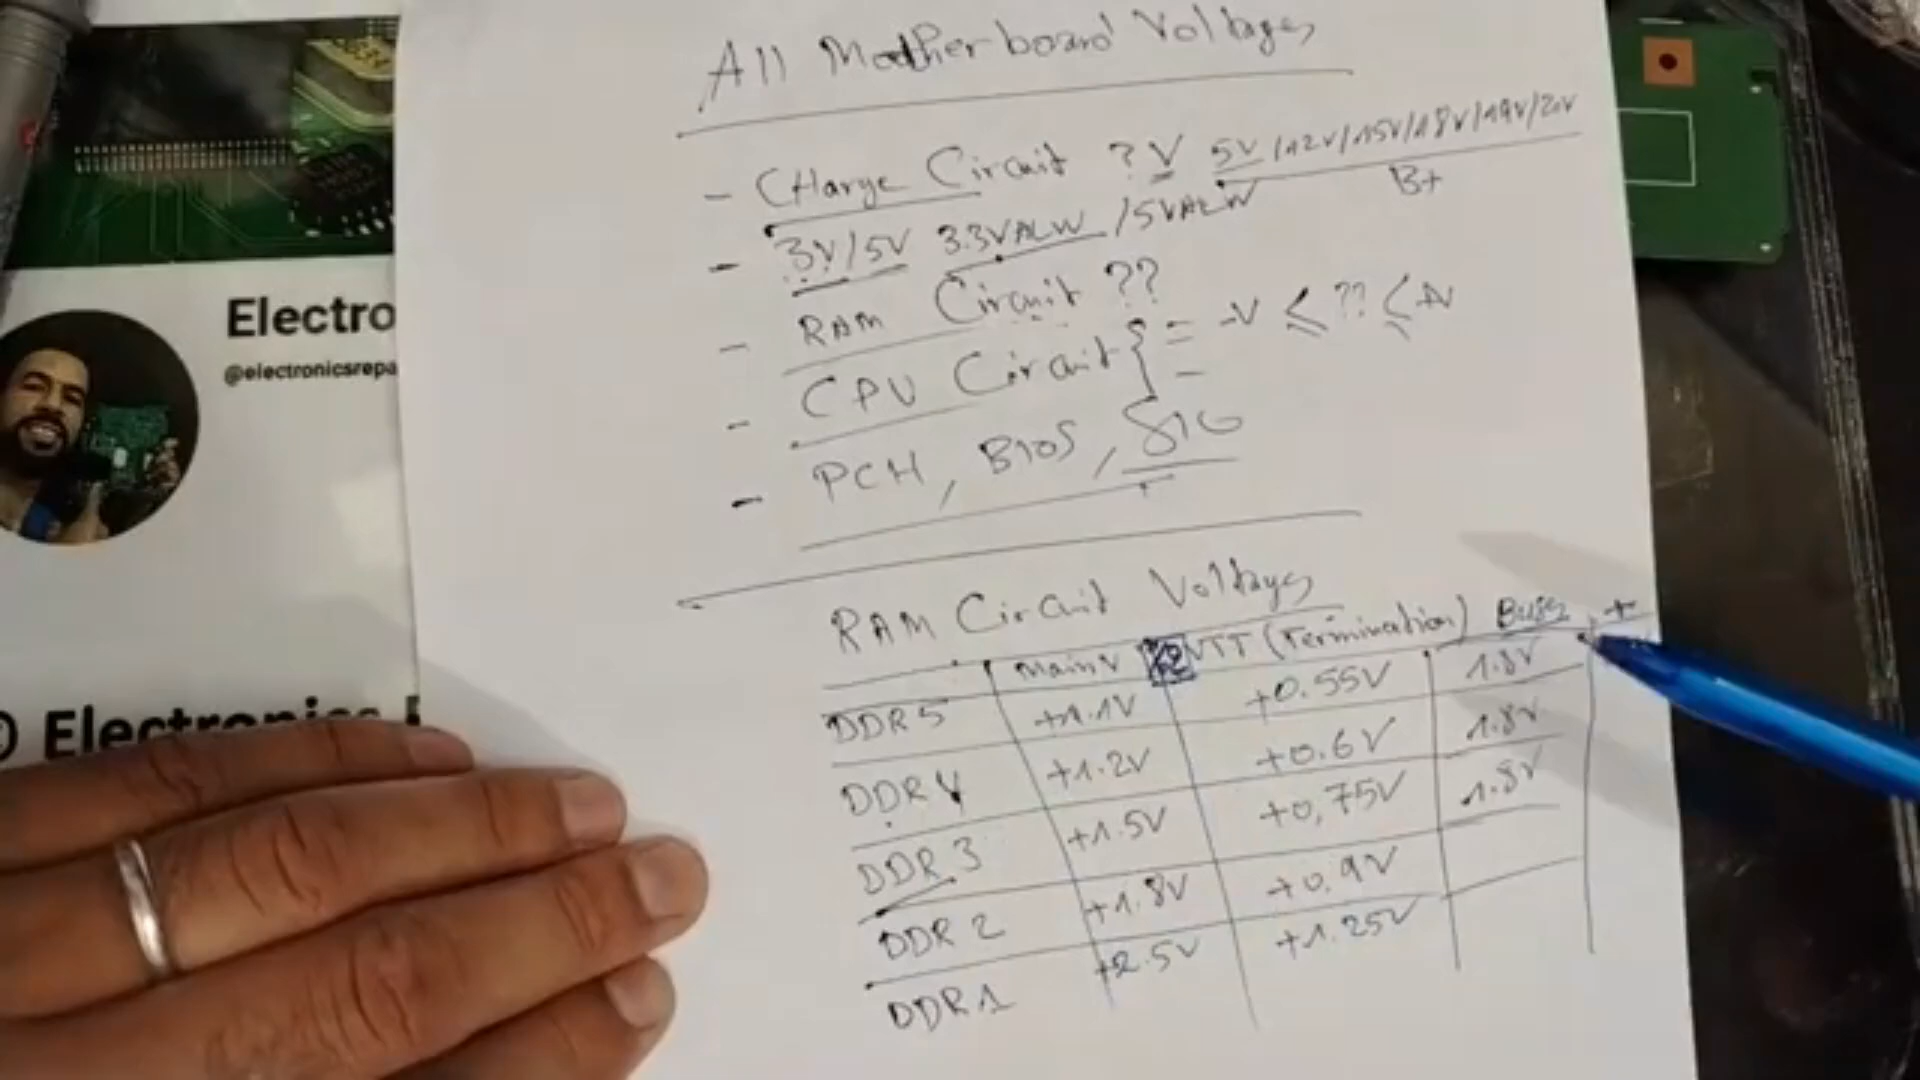 All Motherboard Voltages
- CHarge Circuit ? V 5V/12V/15V/18V/19V/20V
B+
- 3V/5V 3.3VALW /5VALW
- RAM Circuit ??
- CPU Circuit } = -V < ?? <
- PCH, BIOS, SIO
Electro
@electronicsrepa
Electronics
RAM Circuit Voltages
Main V VTT (Termination) Buss +
DDR5 +1.1V +0.55V 1.8V
DDR4 +1.2V +0.6V 1.8V
DDR3 +1.5V +0,75V 1.8V
DDR2 +1.8V +0.9V
DDR1 +2.5V +1.25V